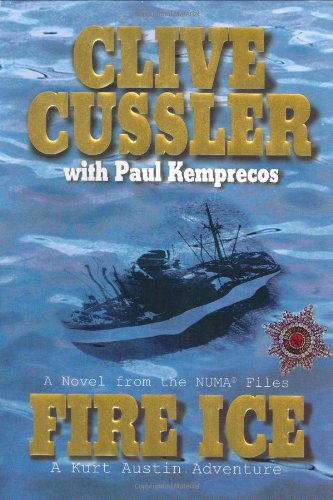 CLIVE
CUSSLER
with Paul Kemprecos
A Novel from the NUMA® Files
FIRE ICE
A Kurt Austin Adventure